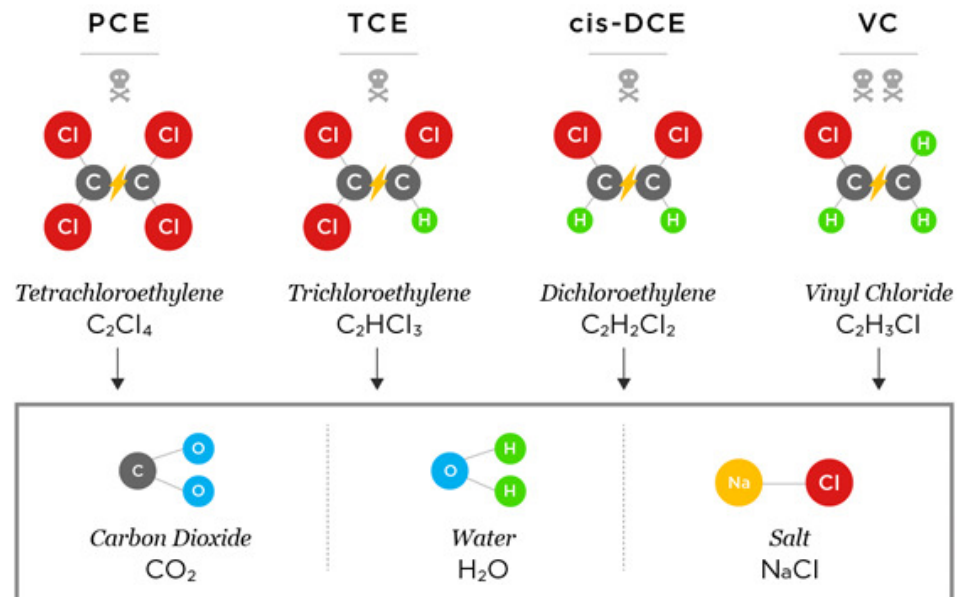 PCE TCE cis-DCE VC
Cl Cl Cl Cl Cl Cl Cl
H
C C C C C C C C
Cl Cl Cl H H H H H
Tetrachloroethylene Trichloroethylene Dichloroethylene Vinyl Chloride
C₂Cl₄ C₂HCl₃ C₂H₂Cl₂ C₂H₃Cl
O H
C O Na Cl
O H
Carbon Dioxide Water Salt
CO₂ H₂O NaCl